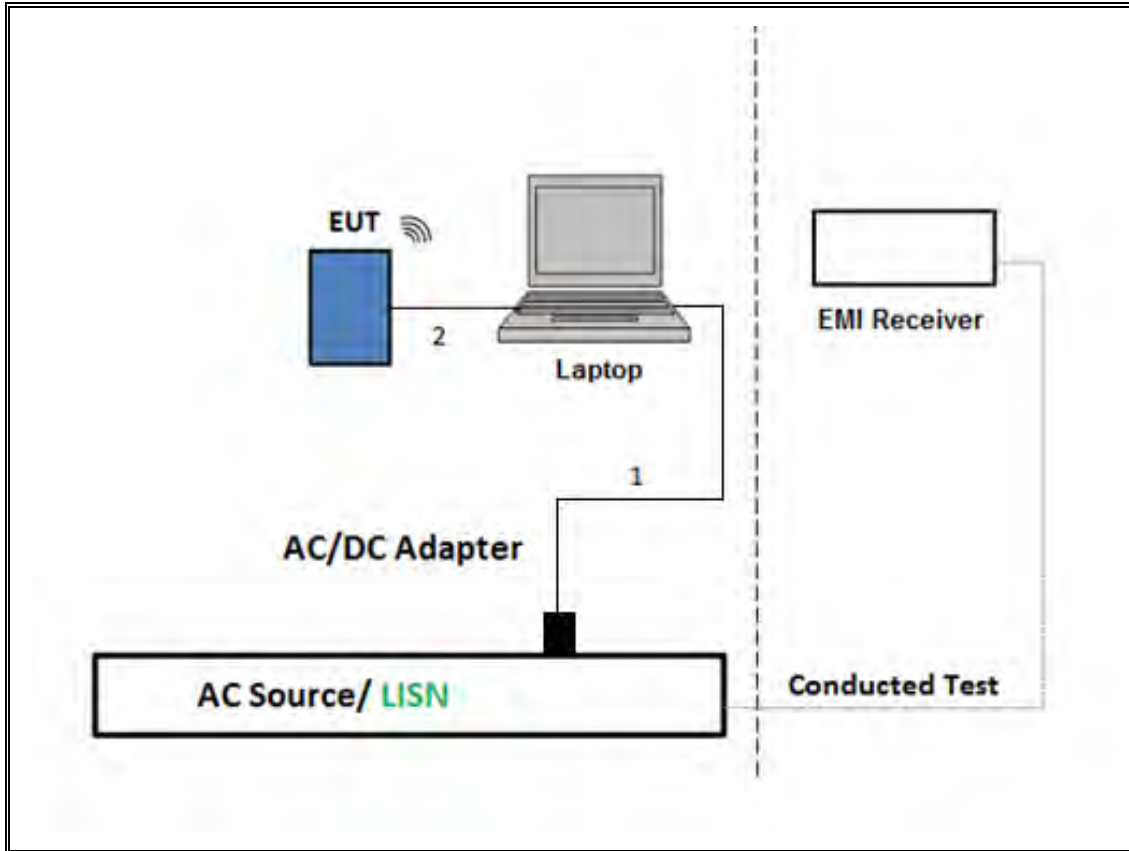 EUT
2
Laptop
EMI Receiver
1
AC/DC Adapter
AC Source/ LISN
Conducted Test